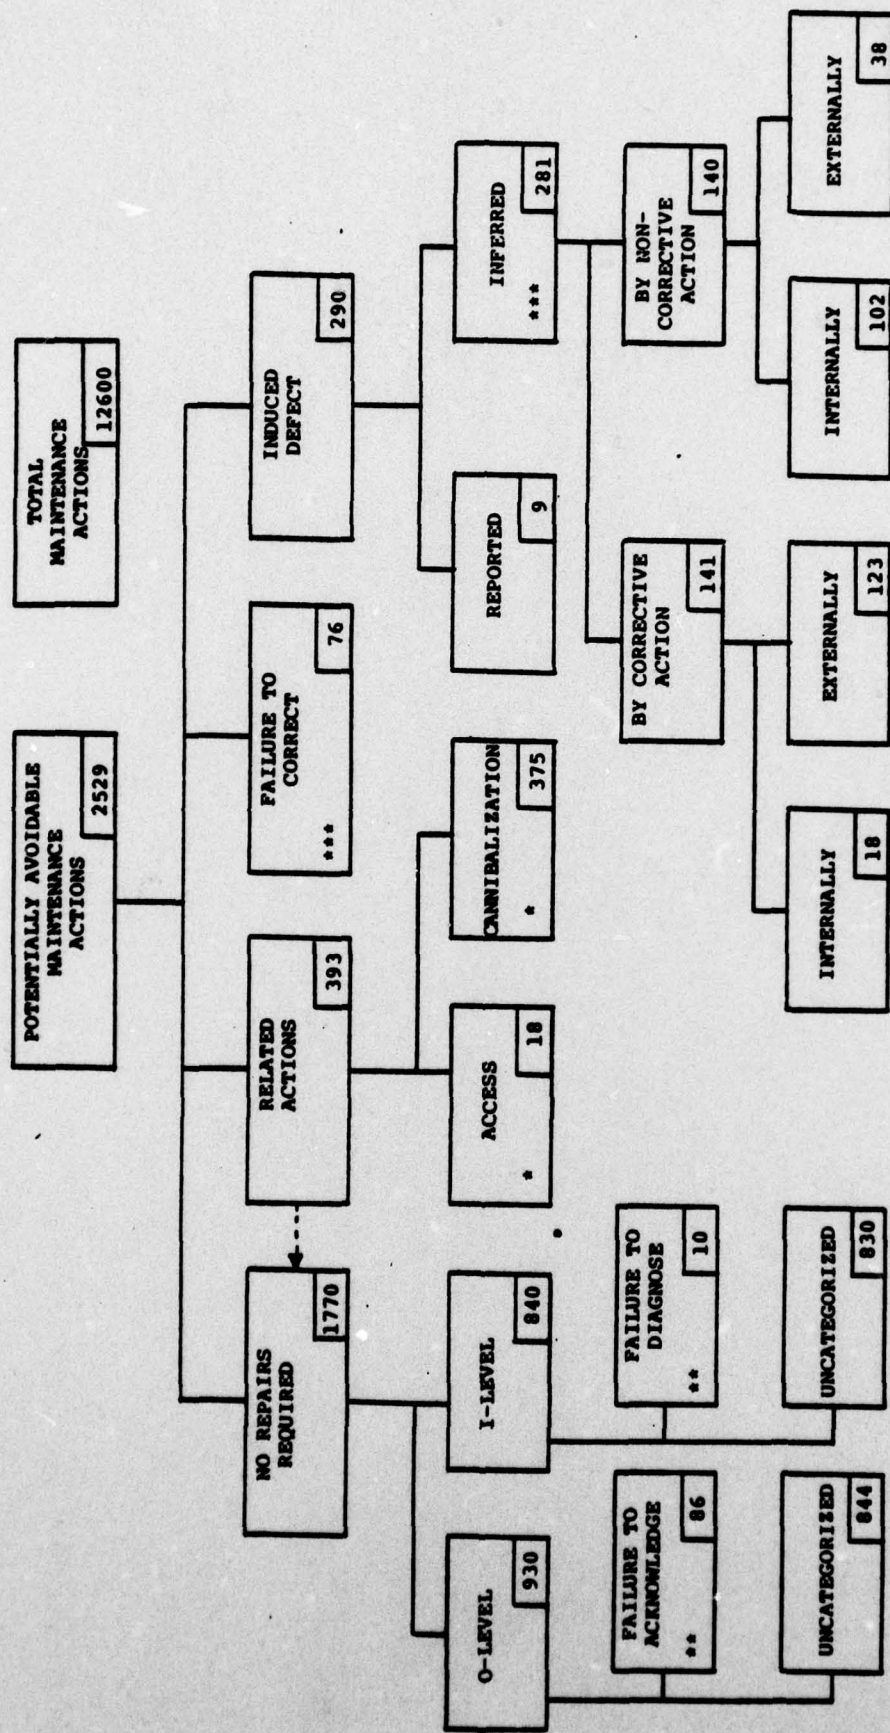 POTENTIALLY AVOIDABLE
MAINTENANCE
ACTIONS
2529
TOTAL
MAINTENANCE
ACTIONS
12600
NO REPAIRS
REQUIRED
1770
RELATED
ACTIONS
393
FAILURE TO
CORRECT
***
76
INDUCED
DEFECT
290
O-LEVEL
930
I-LEVEL
840
ACCESS
*
18
CANNIBALIZATION
*
375
REPORTED
9
INFERRED
***
281
FAILURE TO
ACKNOWLEDGE
**
86
FAILURE TO
DIAGNOSE
**
10
BY CORRECTIVE
ACTION
141
BY NON-
CORRECTIVE
ACTION
140
UNCATEGORIZED
844
UNCATEGORIZED
830
INTERNALLY
18
EXTERNALLY
123
INTERNALLY
102
EXTERNALLY
38